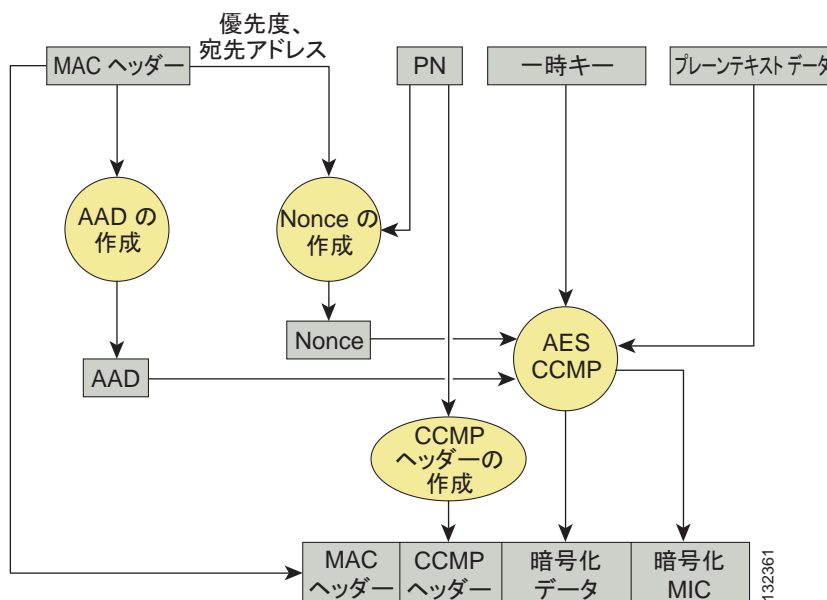 優先度、
宛先アドレス
MAC ヘッダー
PN
一時キー
プレーンテキスト データ
AAD の
作成
Nonce の
作成
Nonce
AES
CCMP
AAD
CCMP
ヘッダーの
作成
MAC
ヘッダー
CCMP
ヘッダー
暗号化
データ
暗号化
MIC
132361